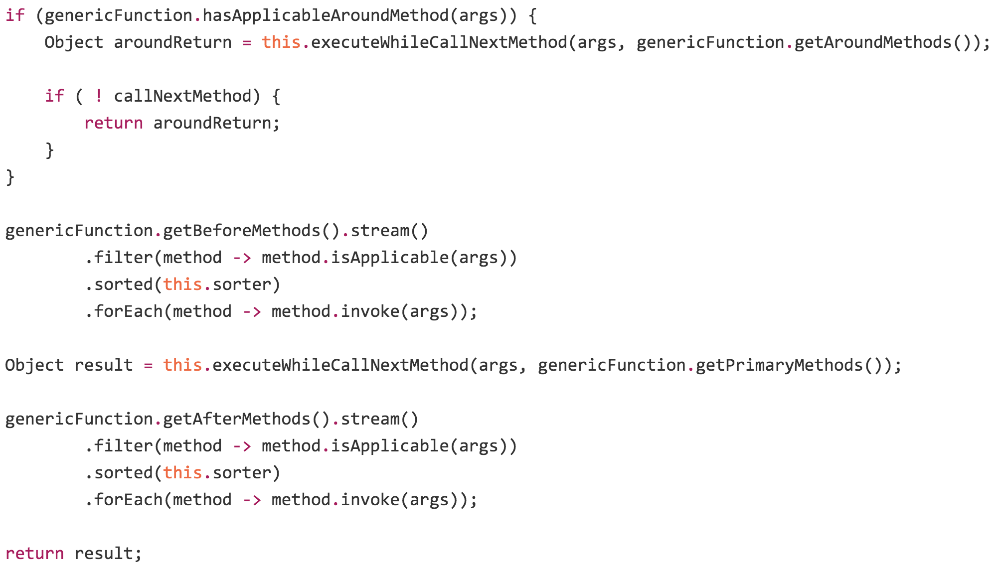 if (genericFunction.hasApplicableAroundMethod(args)) {
    Object aroundReturn = this.executeWhileCallNextMethod(args, genericFunction.getAroundMethods());

    if ( ! callNextMethod) {
        return aroundReturn;
    }
}

genericFunction.getBeforeMethods().stream()
        .filter(method -> method.isApplicable(args))
        .sorted(this.sorter)
        .forEach(method -> method.invoke(args));

Object result = this.executeWhileCallNextMethod(args, genericFunction.getPrimaryMethods());

genericFunction.getAfterMethods().stream()
        .filter(method -> method.isApplicable(args))
        .sorted(this.sorter)
        .forEach(method -> method.invoke(args));

return result;